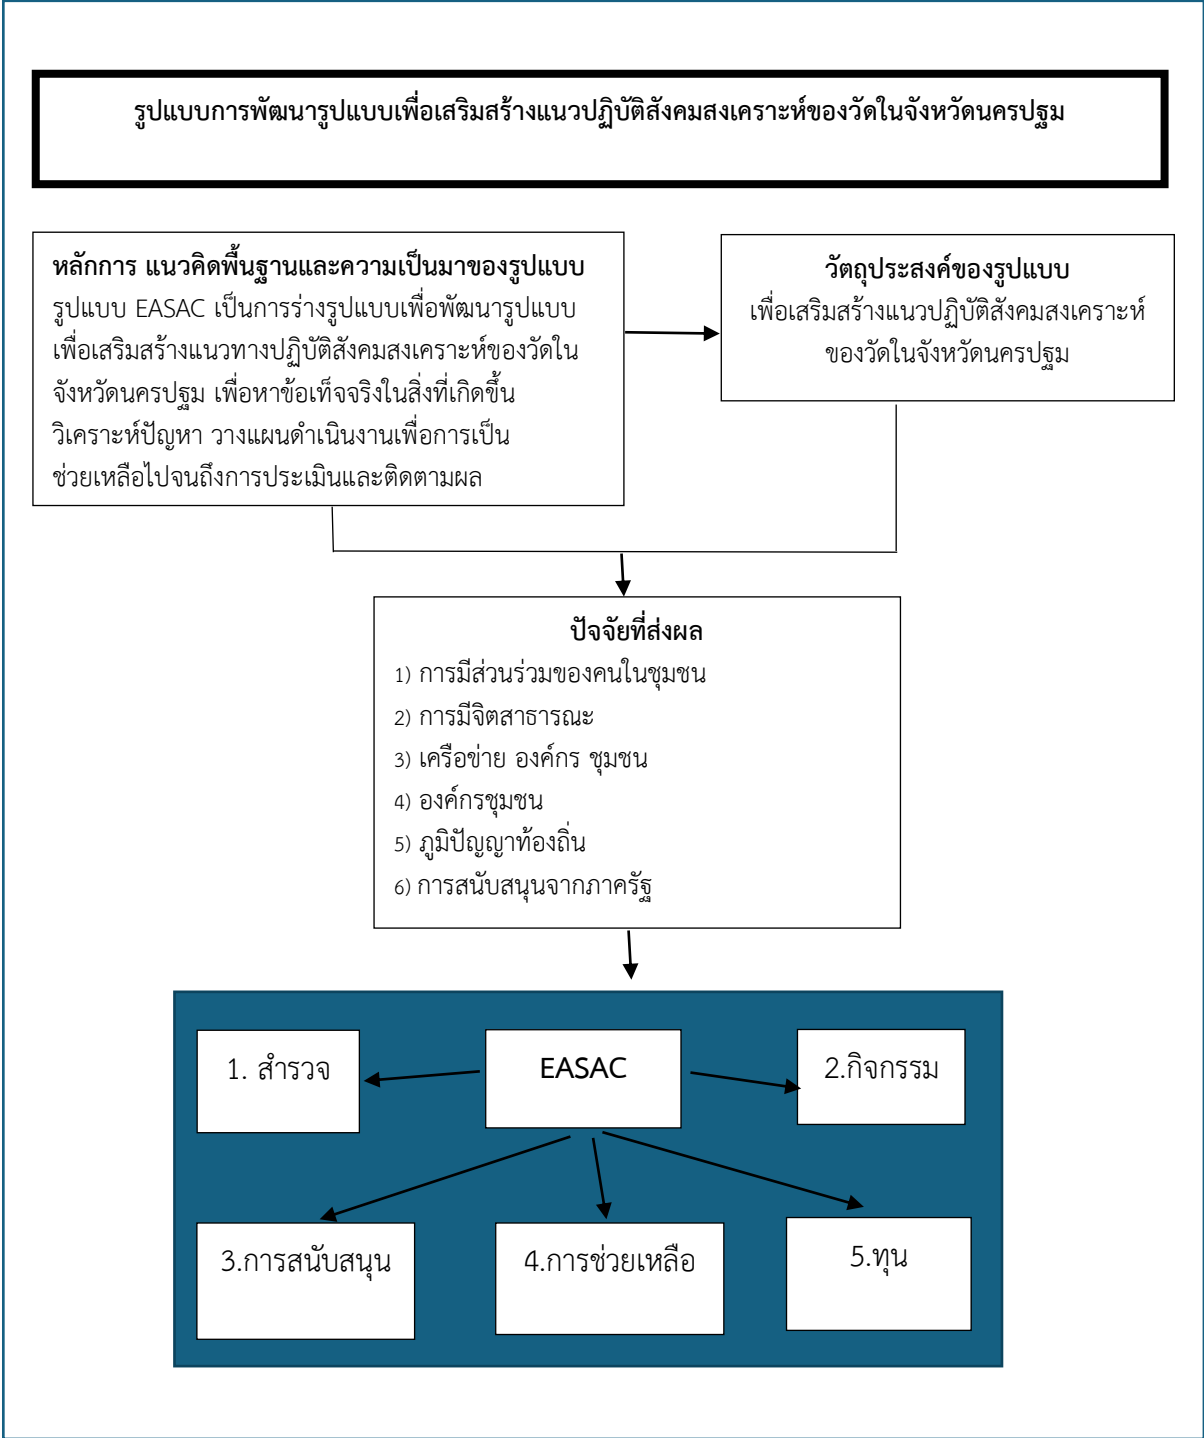 รูปแบบการพัฒนารูปแบบเพื่อเสริมสร้างแนวปฏิบัติสังคมสงเคราะห์ของวัดในจังหวัดนครปฐม
หลักการ แนวคิดพื้นฐานและความเป็นมาของรูปแบบ
รูปแบบ EASAC เป็นการร่างรูปแบบเพื่อพัฒนารูปแบบ
เพื่อเสริมสร้างแนวทางปฏิบัติสังคมสงเคราะห์ของวัดใน
จังหวัดนครปฐม เพื่อหาข้อเท็จจริงในสิ่งที่เกิดขึ้น
วิเคราะห์ปัญหา วางแผนดำเนินงานเพื่อการเป็น
ช่วยเหลือไปจนถึงการประเมินและติดตามผล
วัตถุประสงค์ของรูปแบบ
เพื่อเสริมสร้างแนวปฏิบัติสังคมสงเคราะห์
ของวัดในจังหวัดนครปฐม
ปัจจัยที่ส่งผล
1) การมีส่วนร่วมของคนในชุมชน
2) การมีจิตสาธารณะ
3) เครือข่าย องค์กร ชุมชน
4) องค์กรชุมชน
5) ภูมิปัญญาท้องถิ่น
6) การสนับสนุนจากภาครัฐ
1. สำรวจ
EASAC
2.กิจกรรม
3.การสนับสนุน
4.การช่วยเหลือ
5.ทุน